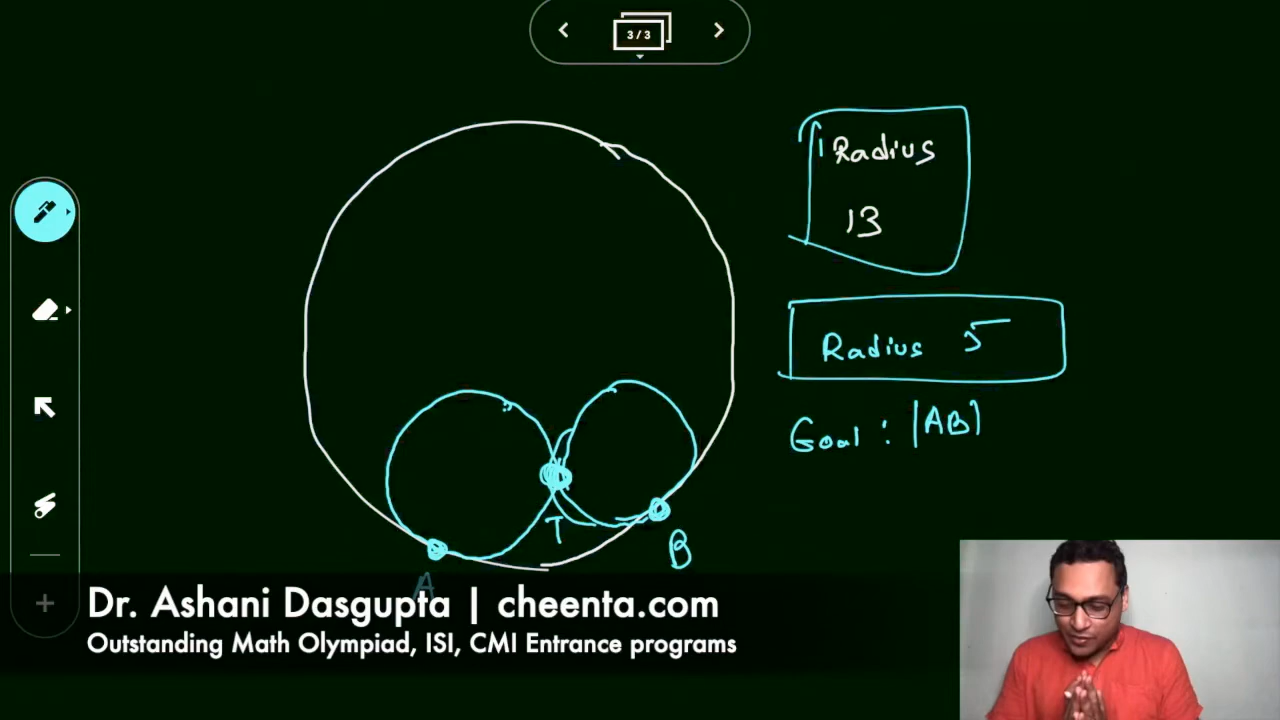 3/3
Radius
13
Radius 5
Goal : |AB|
T
B
A
Dr. Ashani Dasgupta | cheenta.com
Outstanding Math Olympiad, ISI, CMI Entrance programs